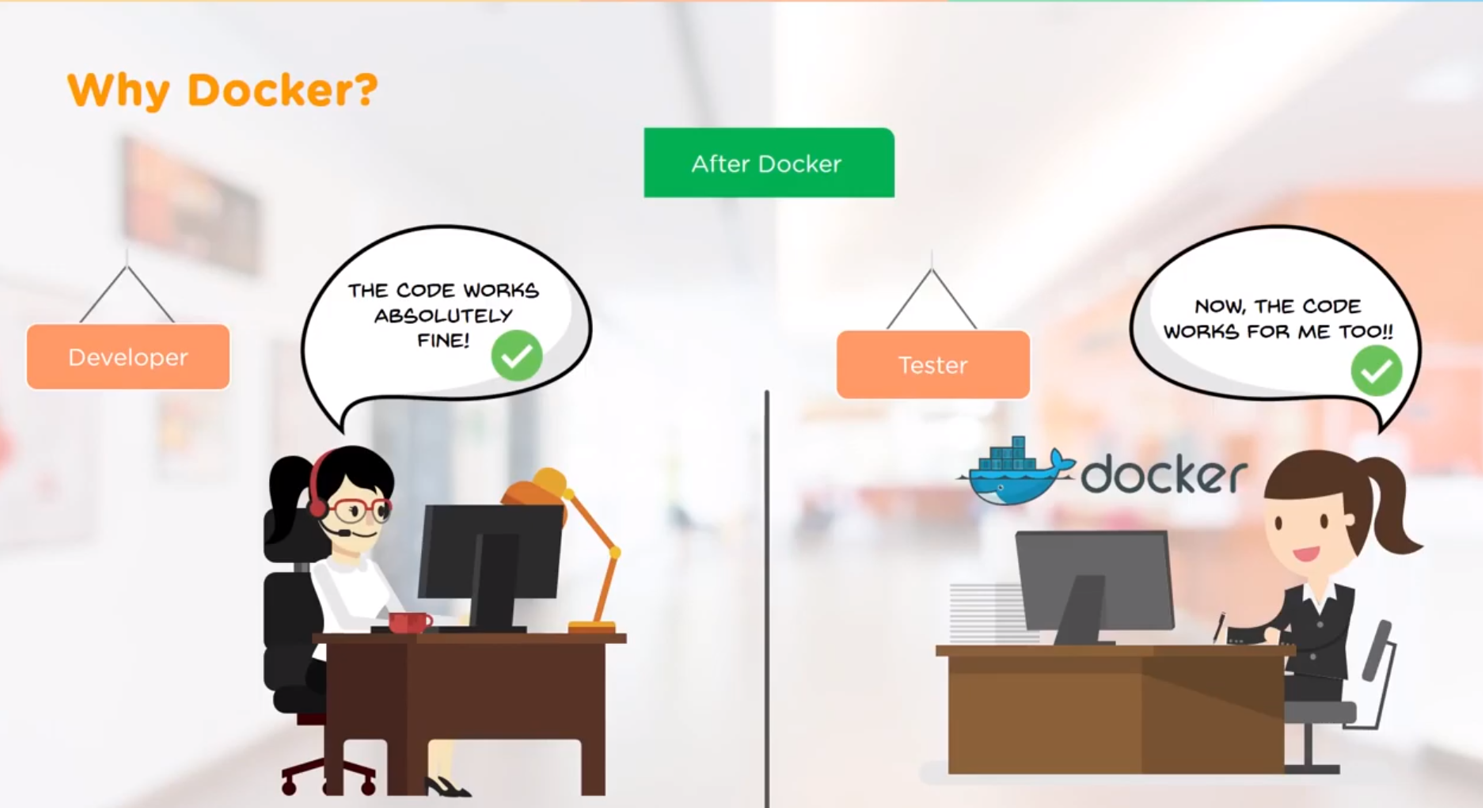 Why Docker?
After Docker
THE CODE WORKS
ABSOLUTELY
FINE!
Developer
NOW, THE CODE
WORKS FOR ME TOO!!
Tester
docker